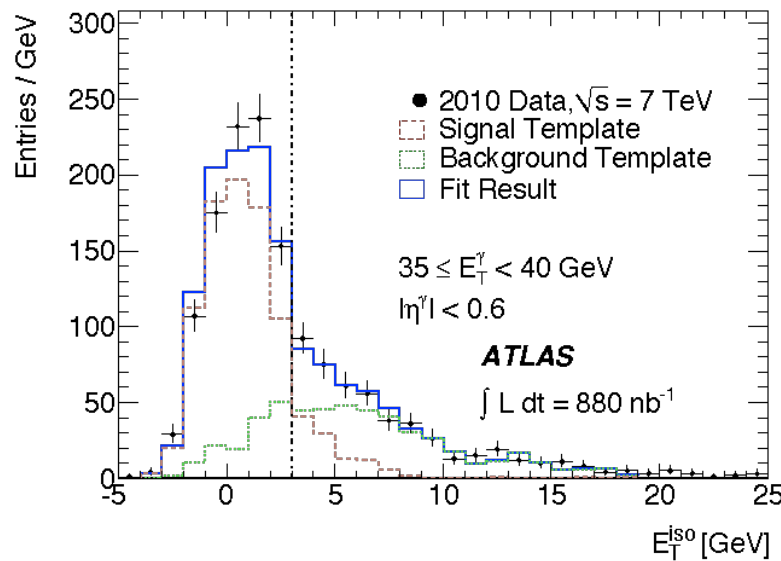 Entries / GeV
300
250
200
150
100
50
0
2010 Data, √s = 7 TeV
Signal Template
Background Template
Fit Result
35 ≤ E_T^γ < 40 GeV
|η^γ| < 0.6
ATLAS
∫ L dt = 880 nb⁻¹
-5 0 5 10 15 20 25
E_T^iso [GeV]